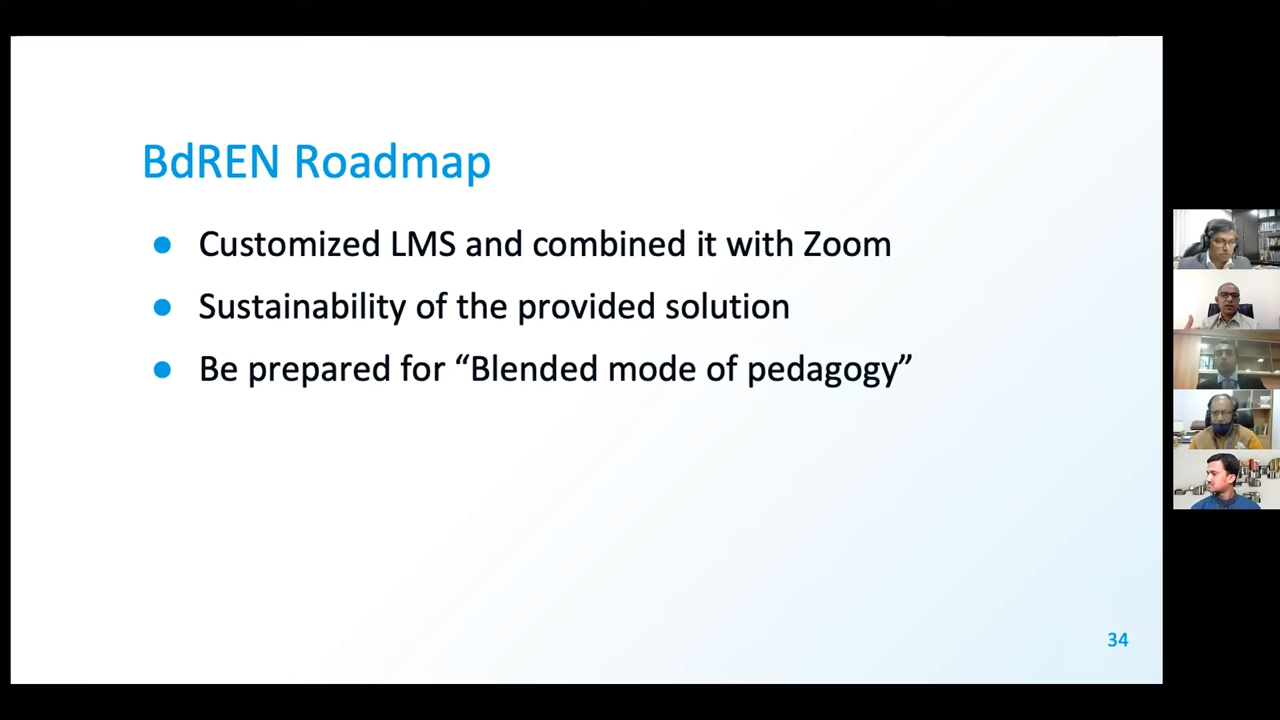 BdREN Roadmap
● Customized LMS and combined it with Zoom
● Sustainability of the provided solution
● Be prepared for “Blended mode of pedagogy”
34